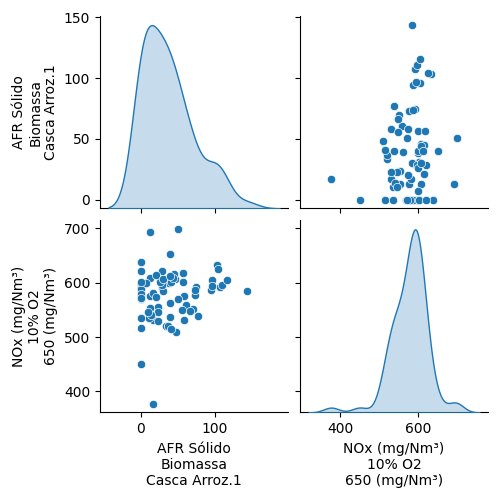 AFR Sólido
Biomassa
Casca Arroz.1
150
100
50
0
NOx (mg/Nm³)
10% O2
650 (mg/Nm³)
700
600
500
400
0
100
AFR Sólido
Biomassa
Casca Arroz.1
400
600
NOx (mg/Nm³)
10% O2
650 (mg/Nm³)